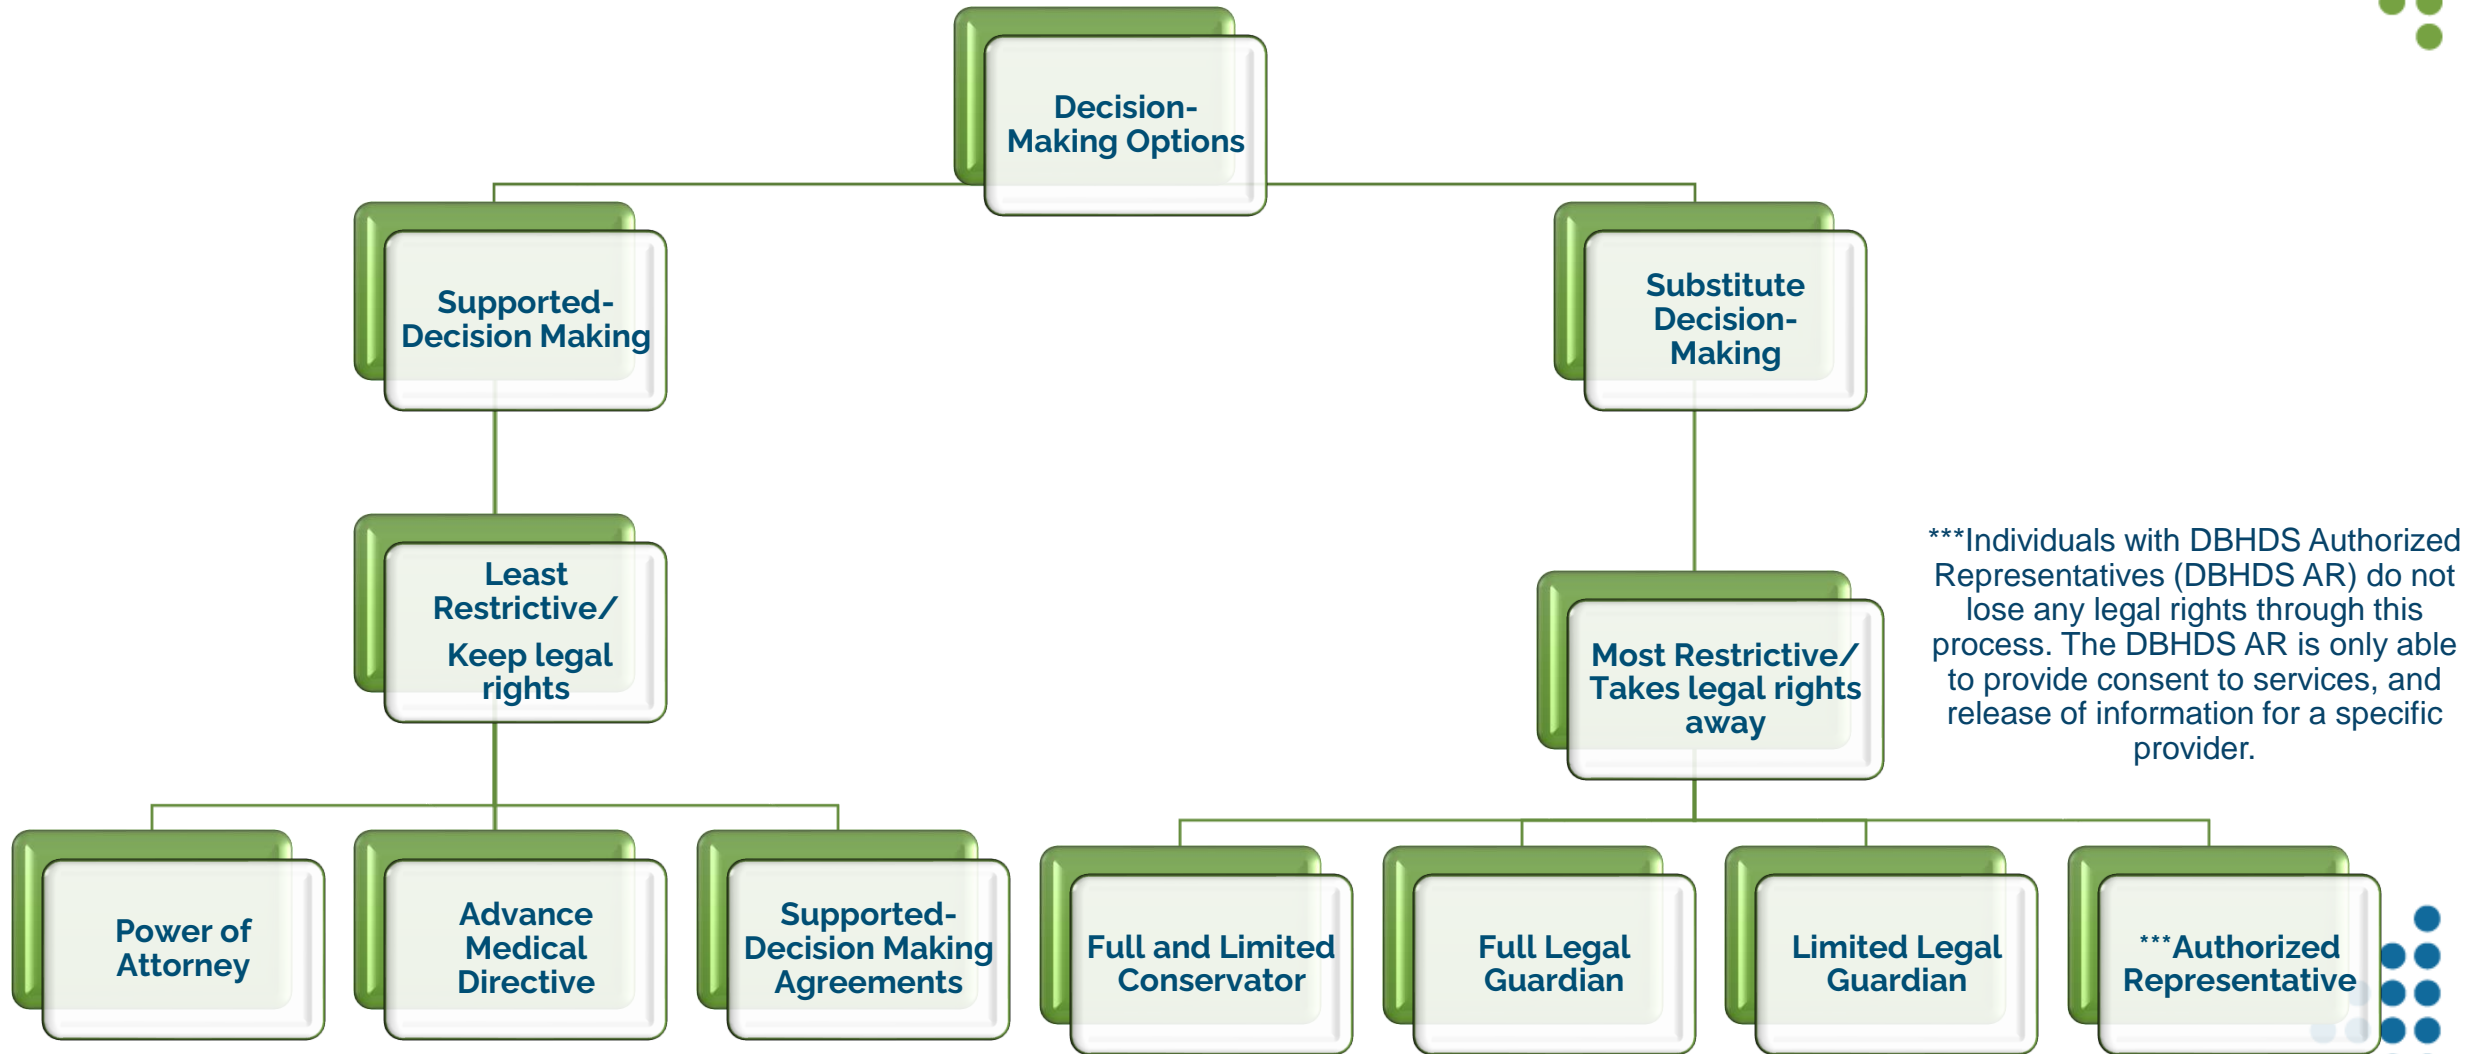 Decision-
Making Options
Supported-
Decision Making
Substitute
Decision-
Making
Least
Restrictive/
Keep legal
rights
Most Restrictive/
Takes legal rights
away
***Individuals with DBHDS Authorized
Representatives (DBHDS AR) do not
lose any legal rights through this
process. The DBHDS AR is only able
to provide consent to services, and
release of information for a specific
provider.
Power of
Attorney
Advance
Medical
Directive
Supported-
Decision Making
Agreements
Full and Limited
Conservator
Full Legal
Guardian
Limited Legal
Guardian
***Authorized
Representative